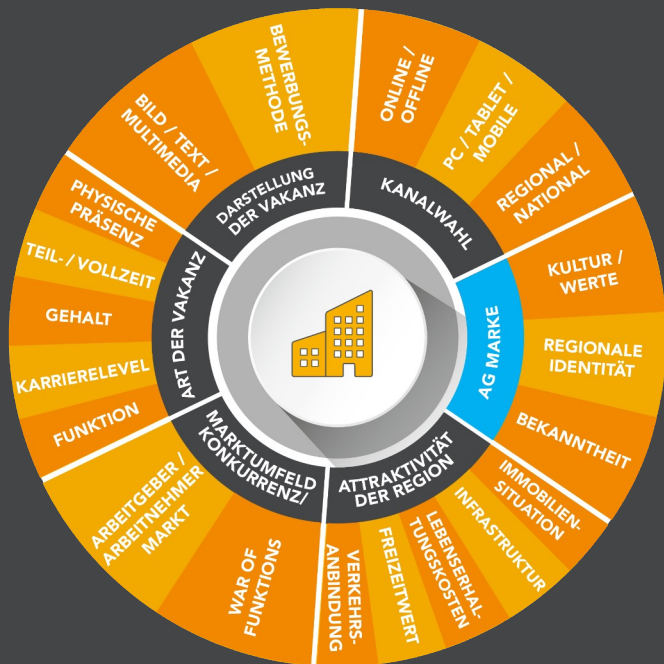 DARSTELLUNG
DER VAKANZ
BILD / TEXT /
MULTIMEDIA
BEWERBUNGS-
METHODE
KANALWAHL
ONLINE /
OFFLINE
PC / TABLET /
MOBILE
REGIONAL /
NATIONAL
AG MARKE
KULTUR /
WERTE
REGIONALE
IDENTITÄT
BEKANNTHEIT
ATTRAKTIVITÄT
DER REGION
IMMOBILIEN-
SITUATION
INFRASTRUKTUR
LEBENSERHAL-
TUNGSKOSTEN
FREIZEITWERT
VERKEHRS-
ANBINDUNG
MARKTUMFELD
KONKURRENZ/
WAR OF
FUNKTIONS
ARBEITGEBER /
ARBEITNEHMER
MARKT
ART DER VAKANZ
FUNKTION
KARRIERELEVEL
GEHALT
TEIL- / VOLLZEIT
PHYSISCHE
PRÄSENZ